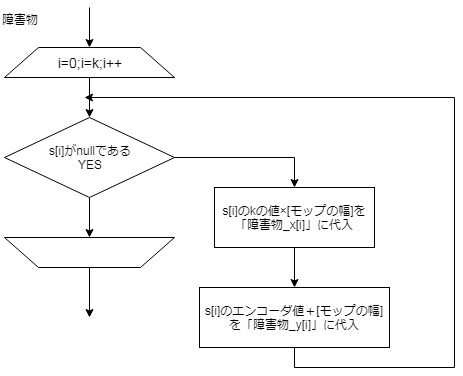 障害物
i=0;i=k;i++
s[i]がnullである
YES
s[i]のkの値×[モップの幅]を
「障害物_x[i]」に代入
s[i]のエンコーダ値＋[モップの幅]
を「障害物_y[i]」に代入